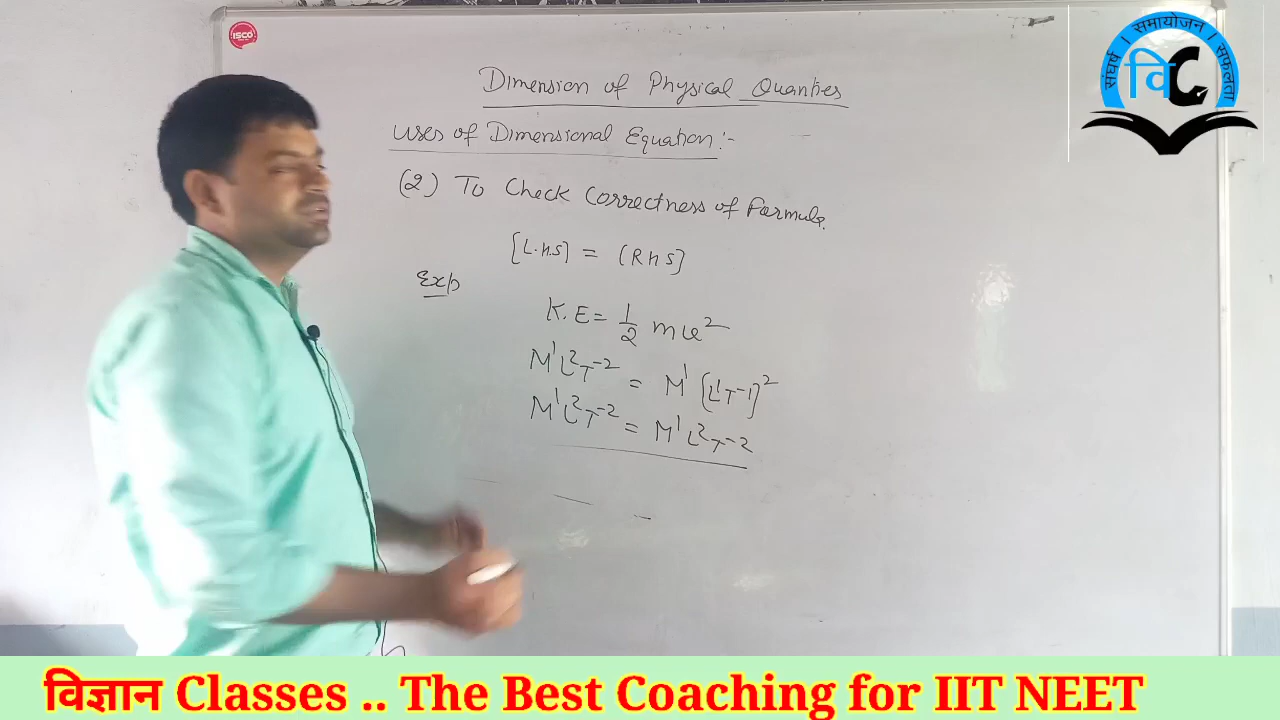 ISCO
संघर्ष । समायोजन । सफलता
वि C
Dimension of Physical Quanties
Uses of Dimensional Equation:-
(2) To Check Correctness of Formula.
[L.H.S] = [R H S]
Exp
K.E = 1/2 mv²
M¹L²T⁻² = M¹ [L¹T⁻¹]²
M¹L²T⁻² = M¹L²T⁻²
विज्ञान Classes .. The Best Coaching for IIT NEET